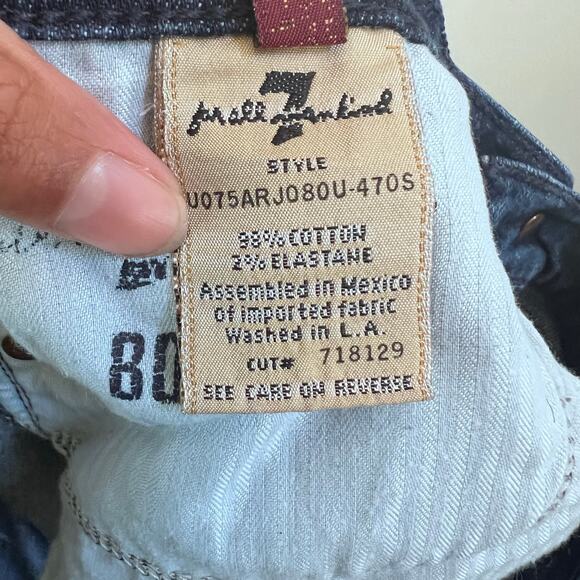 7
for all mankind
STYLE
U075ARJ080U-470S
98% COTTON
2% ELASTANE
Assembled in Mexico
of imported fabric
Washed in L.A.
CUT# 718129
SEE CARE ON REVERSE
80